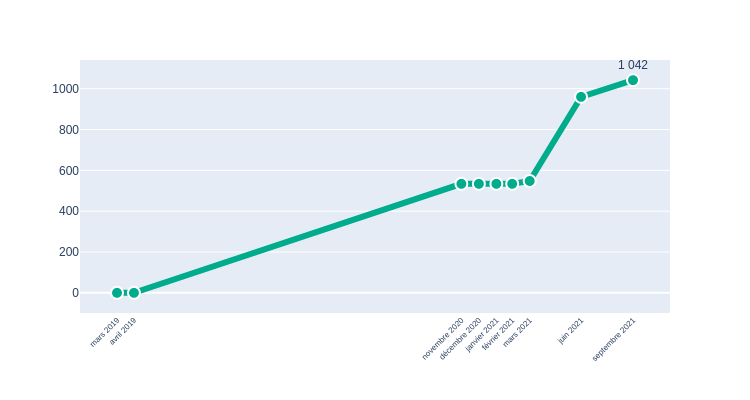 1 042
1000
800
600
400
200
0
mars 2019
avril 2019
novembre 2020
décembre 2020
janvier 2021
février 2021
mars 2021
juin 2021
septembre 2021